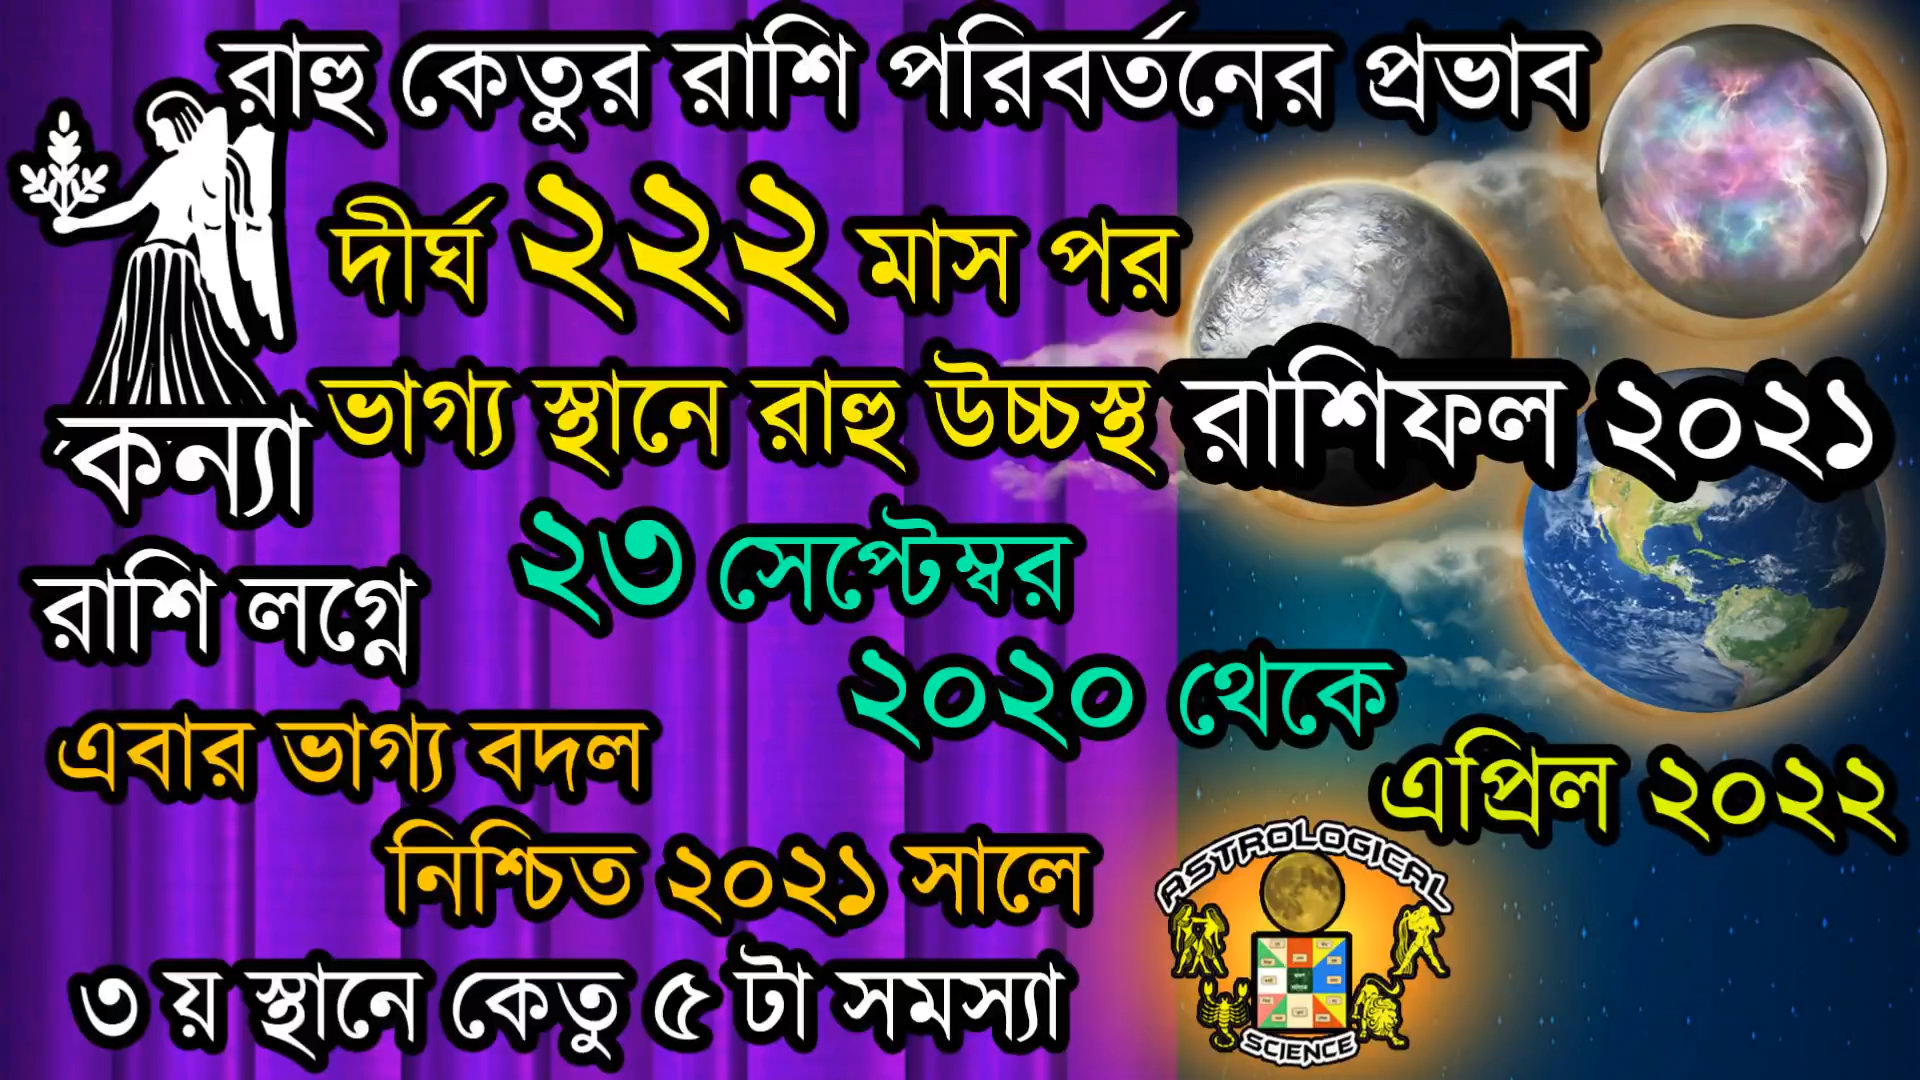 রাহু কেতুর রাশি পরিবর্তনের প্রভাব
দীর্ঘ ২২২ মাস পর
ভাগ্য স্থানে রাহু উচ্চস্থ রাশিফল ২০২১
কন্যা
রাশি লগ্নে
২৩ সেপ্টেম্বর
২০২০ থেকে
এপ্রিল ২০২২
এবার ভাগ্য বদল
নিশ্চিত ২০২১ সালে
৩ য় স্থানে কেতু ৫ টা সমস্যা
ASTROLOGICAL
SCIENCE